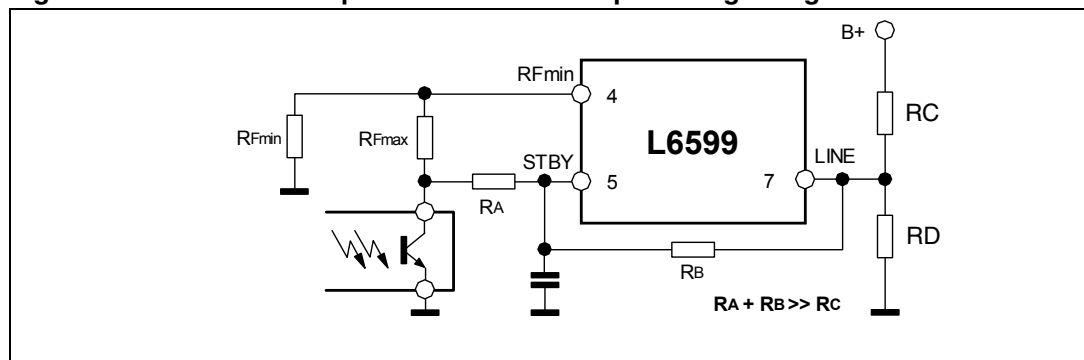 B+
RFmin
4
RC
RFmin
RFmax
L6599
STBY
LINE
5
7
RA
RD
RB
RA + RB >> RC